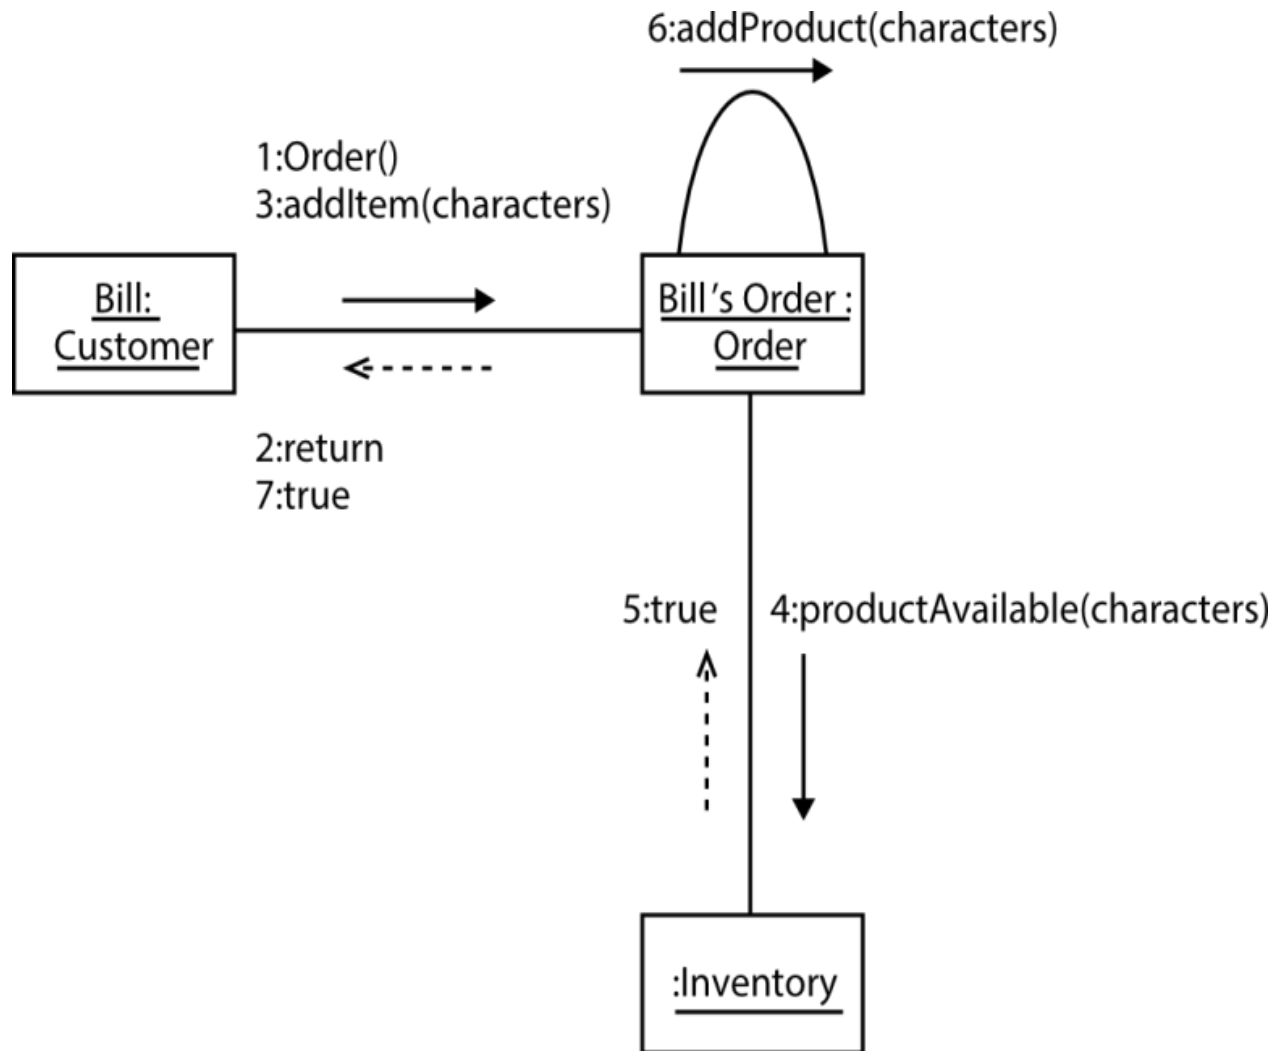 6:addProduct(characters)
1:Order()
3:addItem(characters)
Bill:
Customer
Bill's Order :
Order
2:return
7:true
5:true
4:productAvailable(characters)
:Inventory